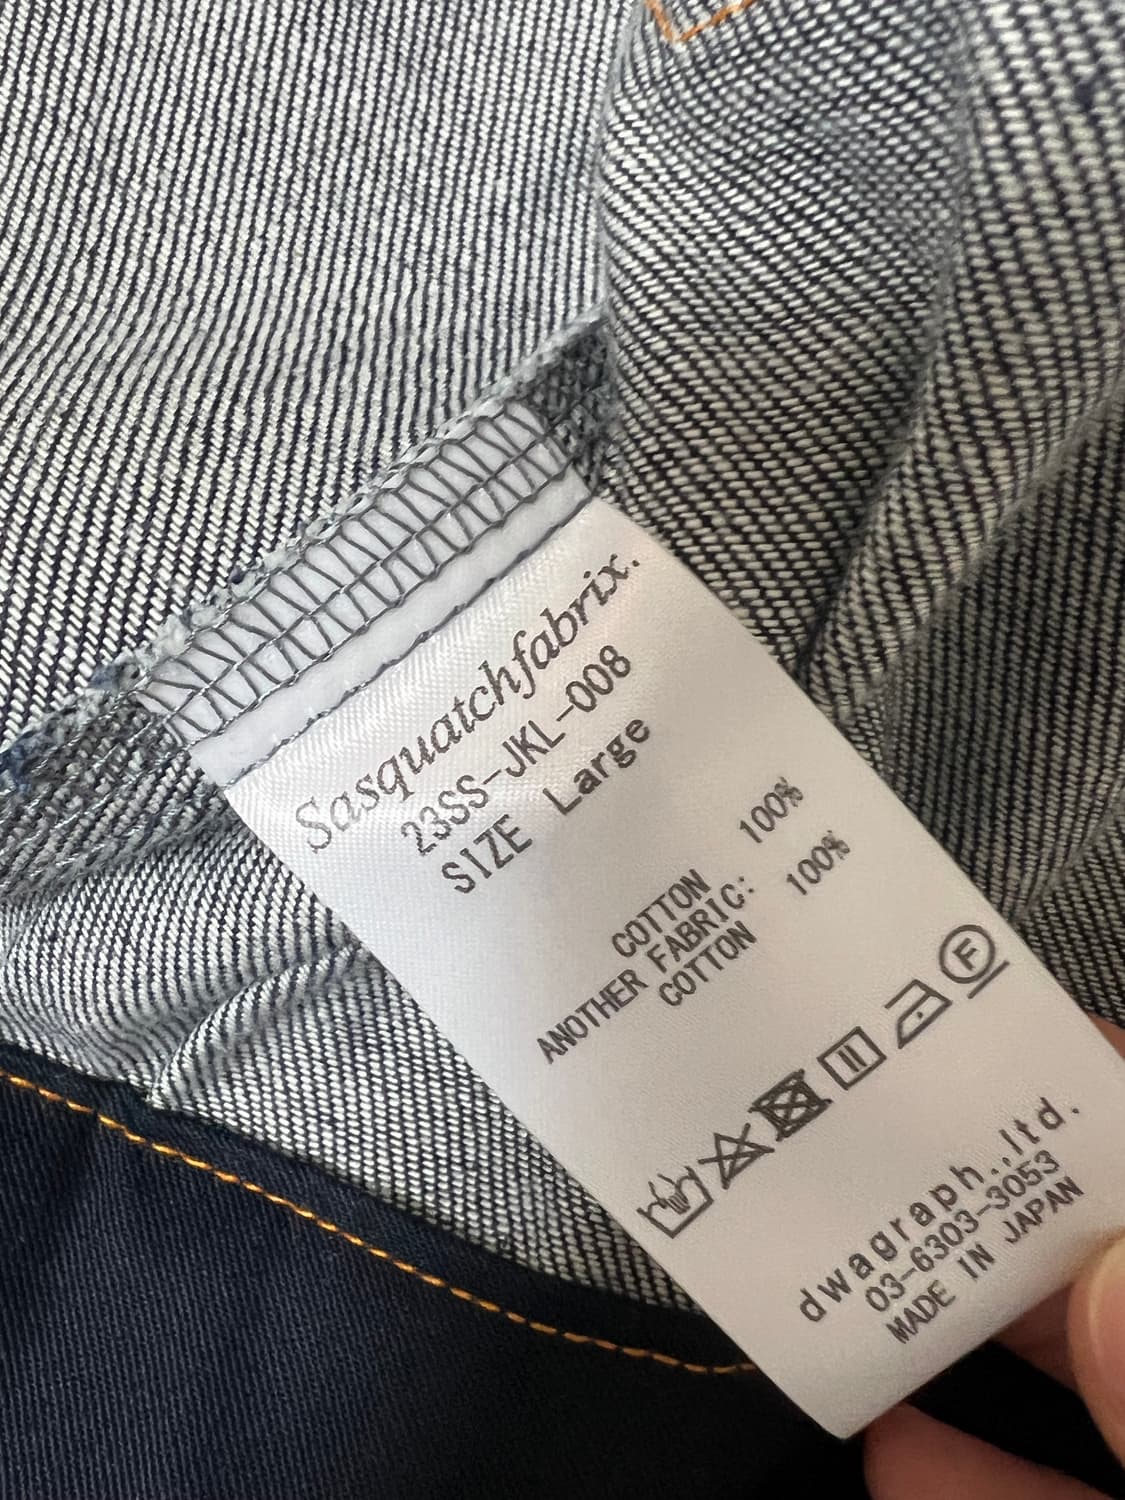 Sasquatchfabrix.
23SS-JKL-008
SIZE Large
COTTON 100%
ANOTHER FABRIC:
COTTON 100%
F
dwagraph.,ltd.
03-6303-3053
MADE IN JAPAN